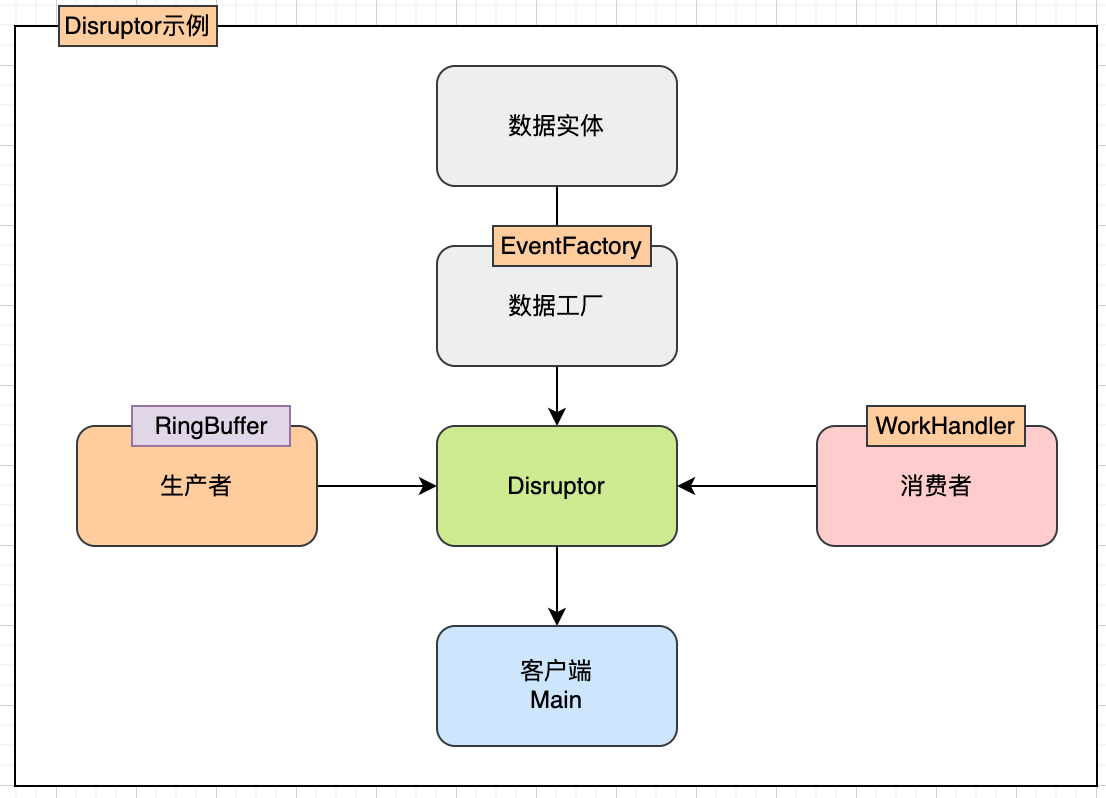 Disruptor示例
数据实体
EventFactory
数据工厂
RingBuffer
生产者
Disruptor
WorkHandler
消费者
客户端
Main